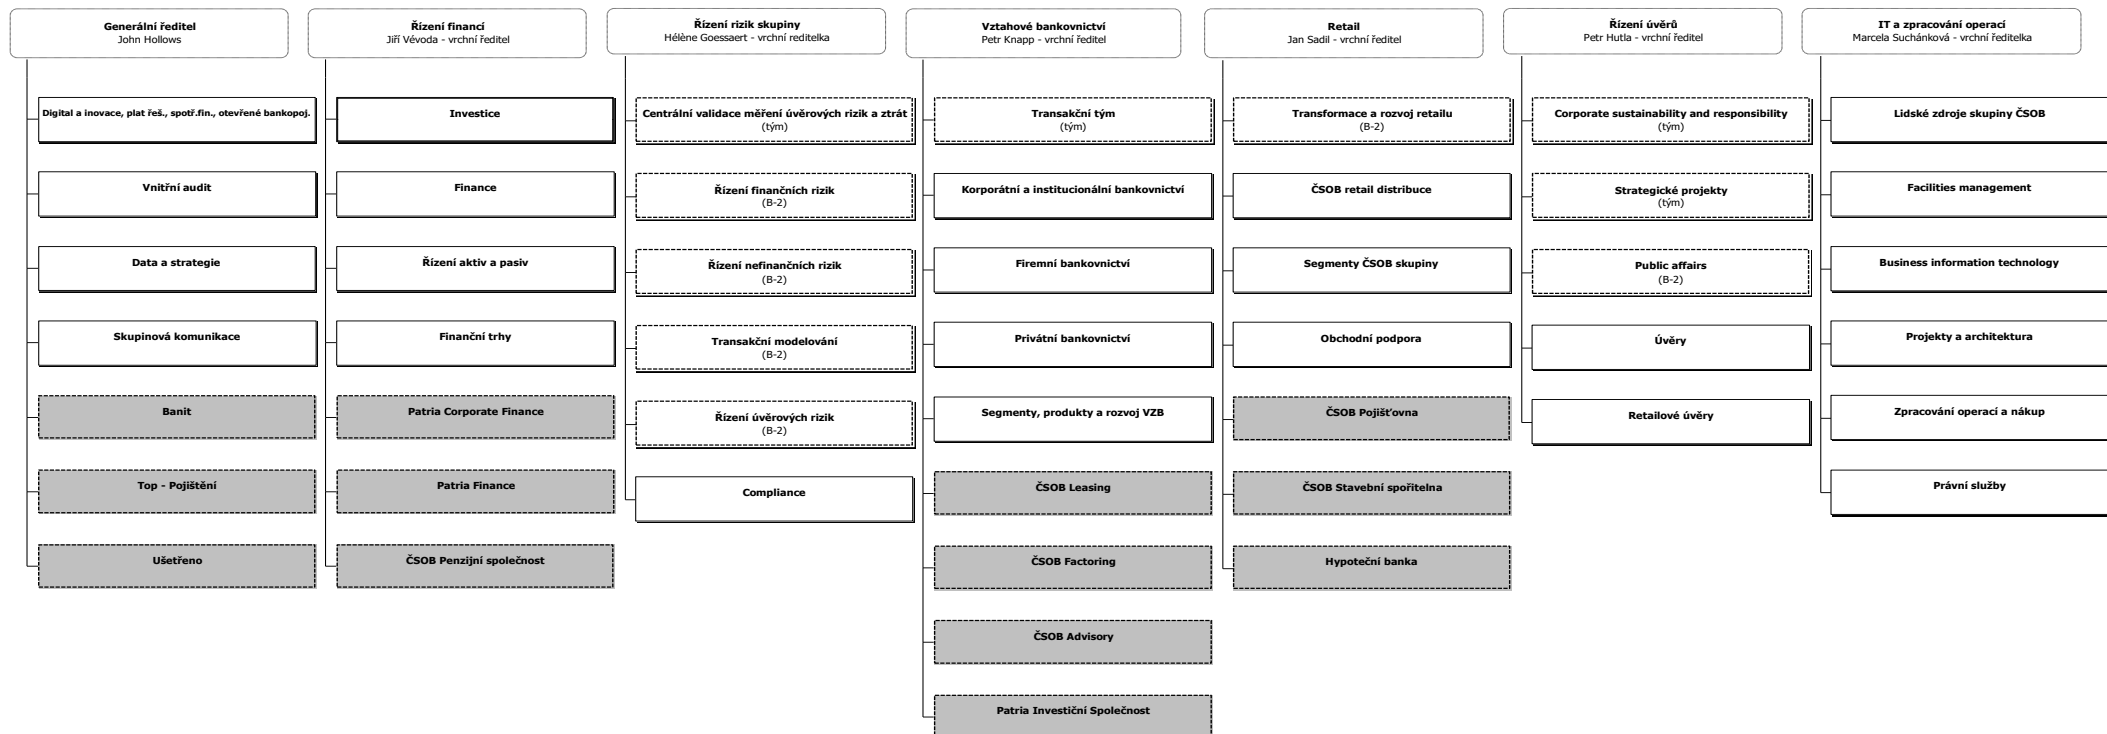 Generální ředitel
John Hollows
Digital a inovace, plat řeš., spotř.fin., otevřené bankopoj.
Vnitřní audit
Data a strategie
Skupinová komunikace
Banit
Top - Pojištění
Ušetřeno
Řízení financí
Jiří Vévoda - vrchní ředitel
Investice
Finance
Řízení aktiv a pasiv
Finanční trhy
Patria Corporate Finance
Patria Finance
ČSOB Penzijní společnost
Řízení rizik skupiny
Hélène Goessaert - vrchní reditelka
Centrální validace měření úvěrových rizik a ztrát
(tým)
Řízení finančních rizik
(B-2)
Řízení nefinančních rizik
(B-2)
Transakční modelování
(B-2)
Řízení úvěrových rizik
(B-2)
Compliance
Vztahové bankovnictví
Petr Knapp - vrchní ředitel
Transakční tým
(tým)
Korporátní a institucionální bankovnictví
Firemní bankovnictví
Privátní bankovnictví
Segmenty, produkty a rozvoj VZB
ČSOB Leasing
ČSOB Factoring
ČSOB Advisory
Patria Investiční Společnost
Retail
Jan Sadil - vrchní ředitel
Transformace a rozvoj retailu
(B-2)
ČSOB retail distribuce
Segmenty ČSOB skupiny
Obchodní podpora
ČSOB Pojišťovna
ČSOB Stavební spořitelna
Hypoteční banka
Řízení úvěrů
Petr Hutla - vrchní ředitel
Corporate sustainability and responsibility
(tým)
Strategické projekty
(tým)
Public affairs
(B-2)
Úvěry
Retailové úvěry
IT a zpracování operací
Marcela Suchánková - vrchní ředitelka
Lidské zdroje skupiny ČSOB
Facilities management
Business information technology
Projekty a architektura
Zpracování operací a nákup
Právní služby